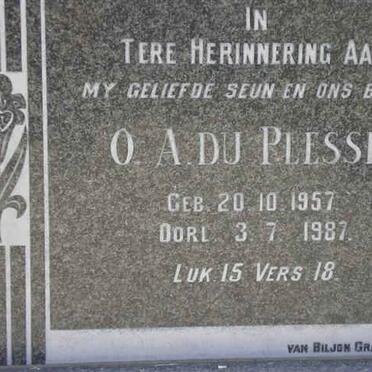 IN
TERE HERINNERING AA
MY GELIEFDE SEUN EN ONS B
O. A. DU PLESSI
GEB. 20. 10. 1957
OORL. 3. 7. 1987.
LUK. 15 VERS 18.
VAN BILJON GRA